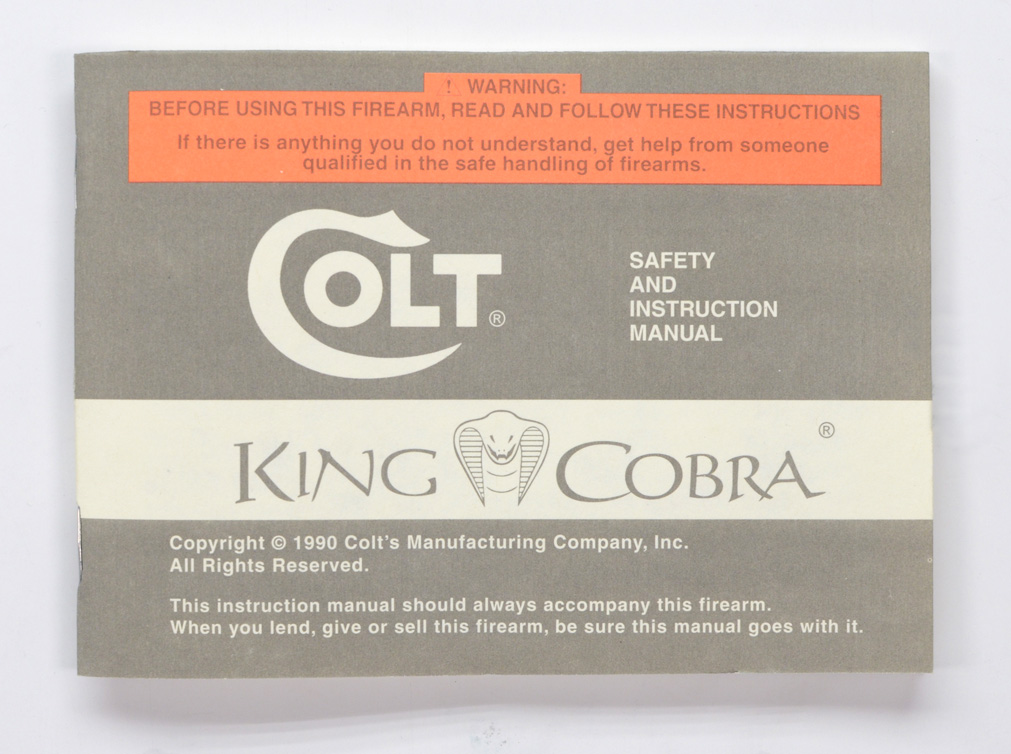 ! WARNING:
BEFORE USING THIS FIREARM, READ AND FOLLOW THESE INSTRUCTIONS
If there is anything you do not understand, get help from someone
qualified in the safe handling of firearms.
COLT®
SAFETY
AND
INSTRUCTION
MANUAL
KING COBRA®
Copyright © 1990 Colt's Manufacturing Company, Inc.
All Rights Reserved.
This instruction manual should always accompany this firearm.
When you lend, give or sell this firearm, be sure this manual goes with it.